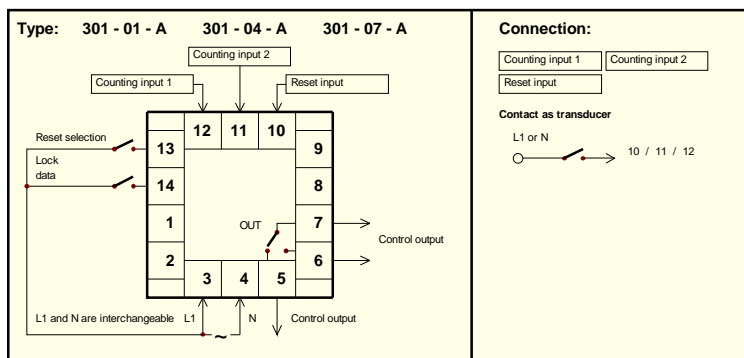 Type: 301 - 01 - A 301 - 04 - A 301 - 07 - A
Counting input 2
Counting input 1
Reset input
12 11 10
Reset selection
13
9
Lock
data
14
8
1
OUT
7
Control output
2
6
3 4 5
L1 and N are interchangeable L1
~
N
Control output
Connection:
Counting input 1 Counting input 2
Reset input
Contact as transducer
L1 or N
10 / 11 / 12